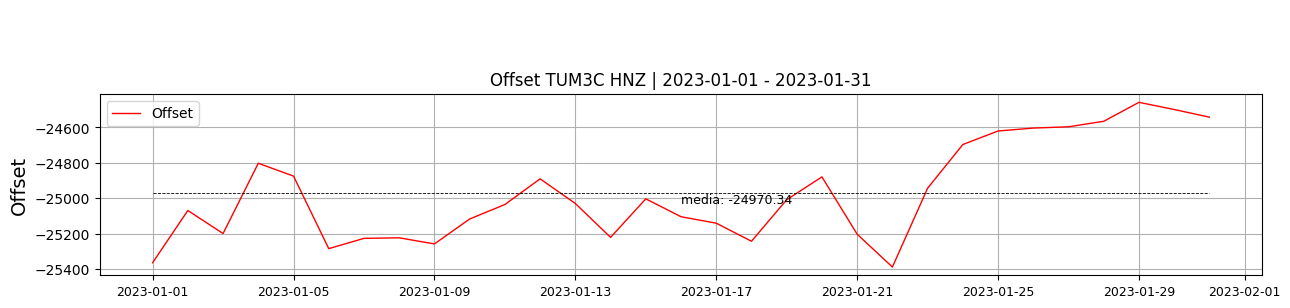 Offset TUM3C HNZ | 2023-01-01 - 2023-01-31
Offset
Offset
−24600
−24800
−25000
−25200
−25400
media: -24970.34
2023-01-01 2023-01-05 2023-01-09 2023-01-13 2023-01-17 2023-01-21 2023-01-25 2023-01-29 2023-02-01